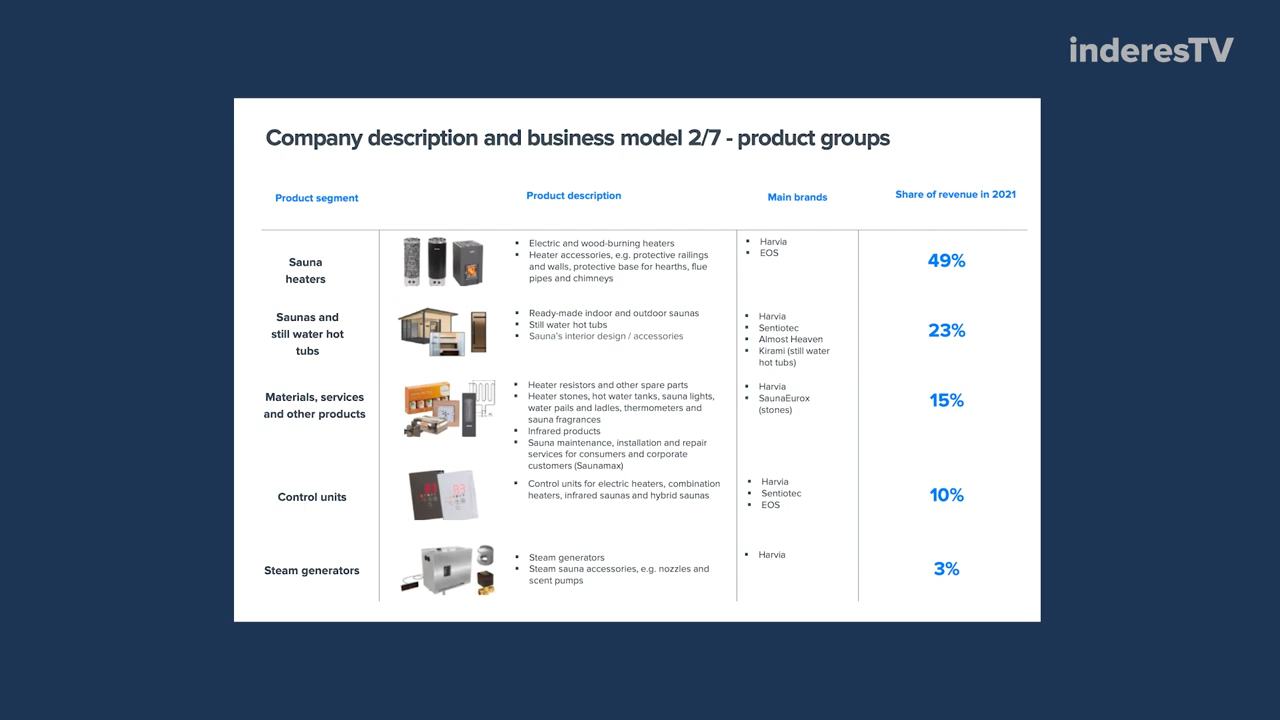 inderesTV
Company description and business model 2/7 - product groups
Product segment
Product description
Main brands
Share of revenue in 2021
Sauna
heaters
▪ Electric and wood-burning heaters
▪ Heater accessories, e.g. protective railings
and walls, protective base for hearths, flue
pipes and chimneys
▪ Harvia
▪ EOS
49%
Saunas and
still water hot
tubs
▪ Ready-made indoor and outdoor saunas
▪ Still water hot tubs
▪ Sauna's interior design / accessories
▪ Harvia
▪ Sentiotec
▪ Almost Heaven
▪ Kirami (still water
hot tubs)
23%
Materials, services
and other products
▪ Heater resistors and other spare parts
▪ Heater stones, hot water tanks, sauna lights,
water pails and ladles, thermometers and
sauna fragrances
▪ Infrared products
▪ Sauna maintenance, installation and repair
services for consumers and corporate
customers (Saunamax)
▪ Harvia
▪ SaunaEurox
(stones)
15%
Control units
▪ Control units for electric heaters, combination
heaters, infrared saunas and hybrid saunas
▪ Harvia
▪ Sentiotec
▪ EOS
10%
Steam generators
▪ Steam generators
▪ Steam sauna accessories, e.g. nozzles and
scent pumps
▪ Harvia
3%